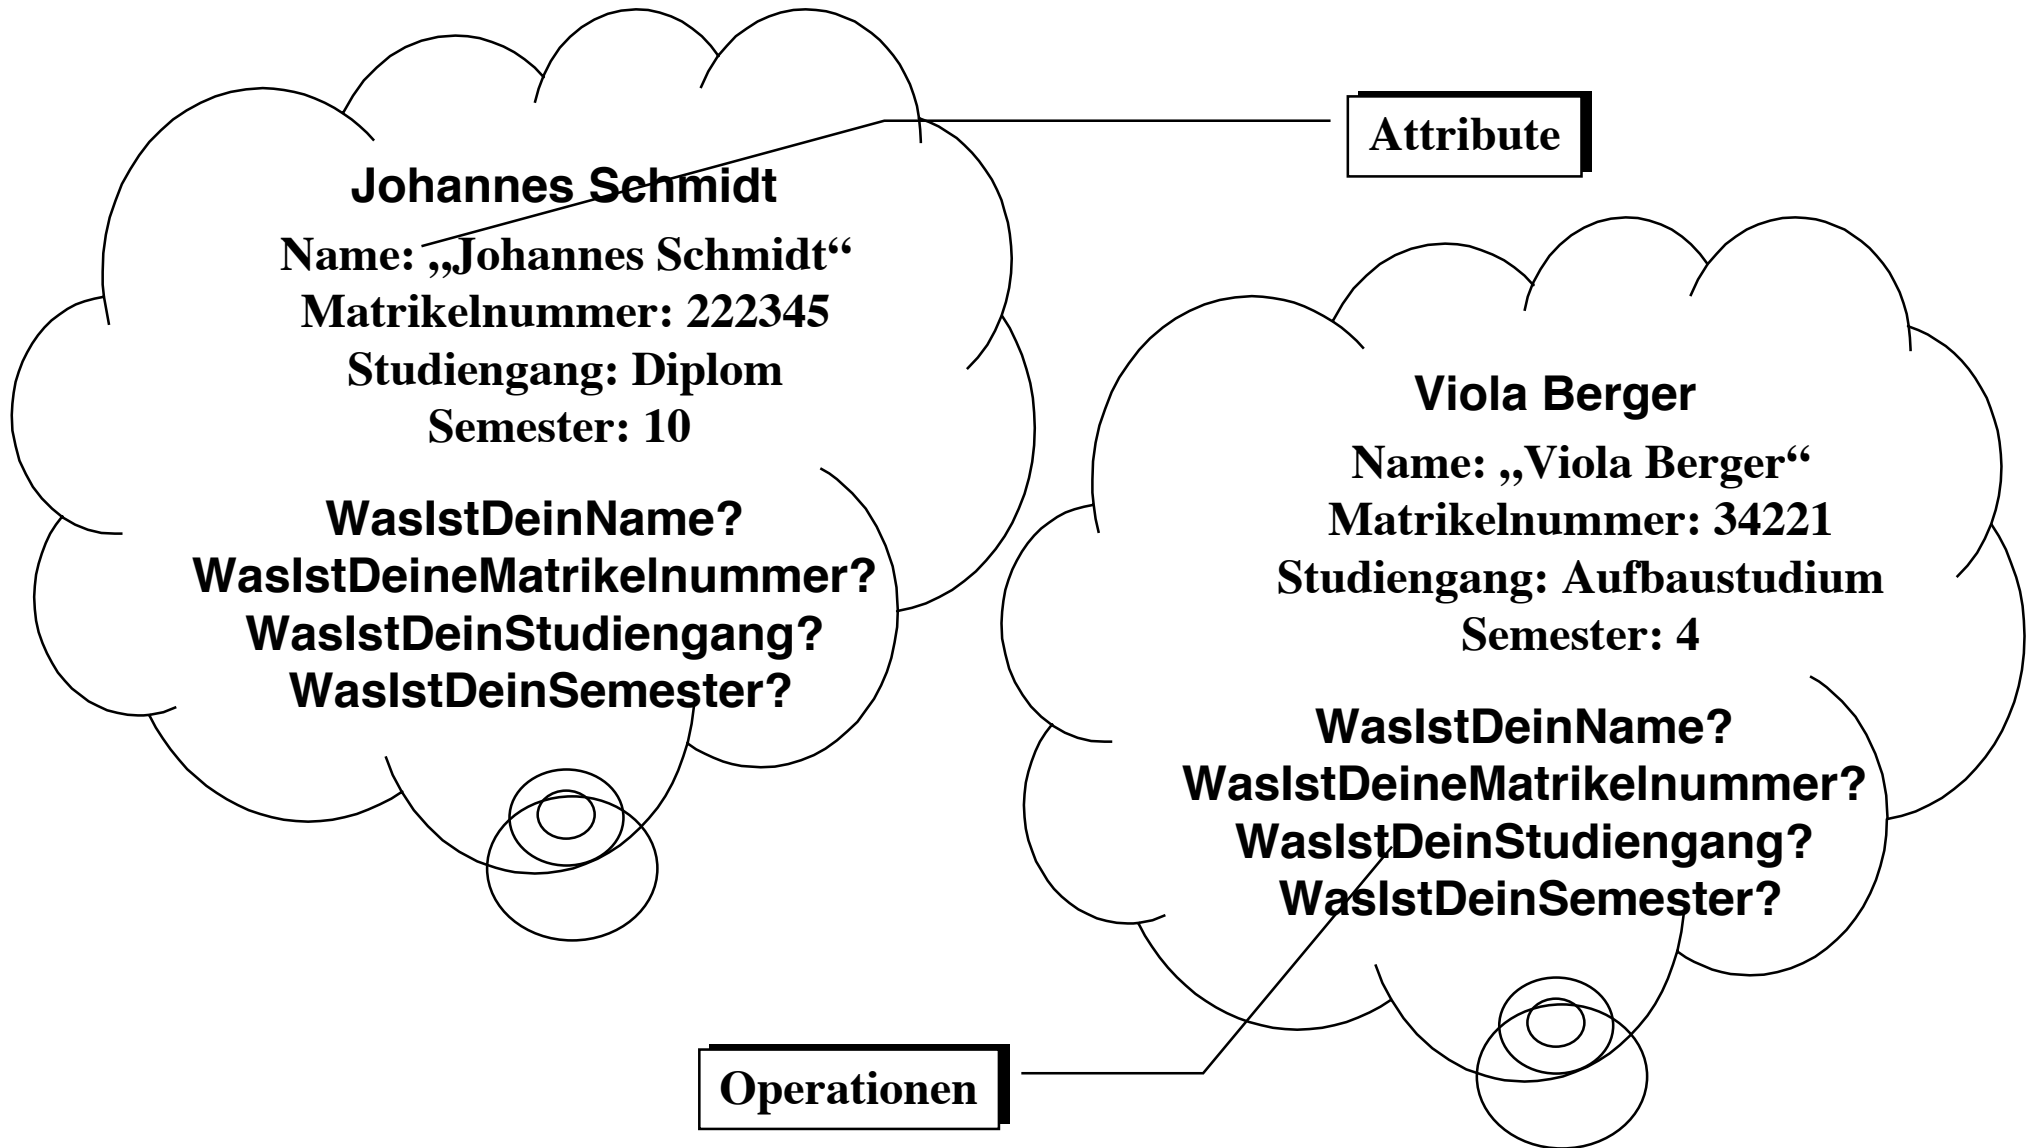 Attribute
Johannes Schmidt
Name: „Johannes Schmidt“
Matrikelnummer: 222345
Studiengang: Diplom
Semester: 10
WasIstDeinName?
WasIstDeineMatrikelnummer?
WasIstDeinStudiengang?
WasIstDeinSemester?
Viola Berger
Name: „Viola Berger“
Matrikelnummer: 34221
Studiengang: Aufbaustudium
Semester: 4
WasIstDeinName?
WasIstDeineMatrikelnummer?
WasIstDeinStudiengang?
WasIstDeinSemester?
Operationen